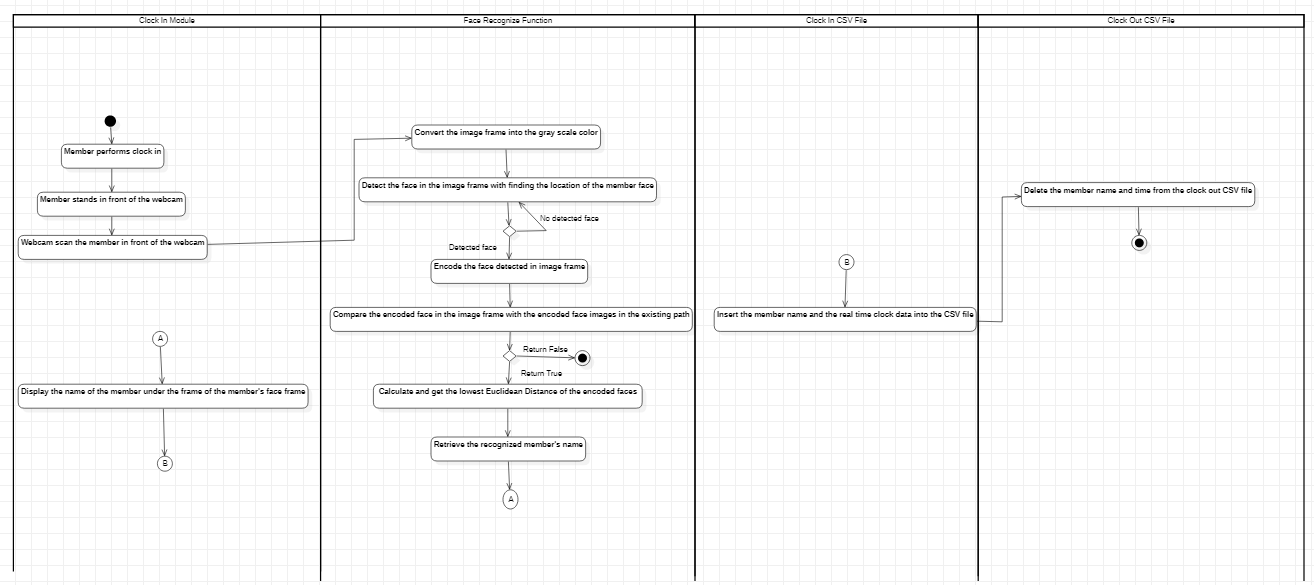 Clock In Module
Face Recognize Function
Clock In CSV File
Clock Out CSV File
Member performs clock in
Member stands in front of the webcam
Webcam scan the member in front of the webcam
A
Display the name of the member under the frame of the member's face frame
B
Convert the image frame into the gray scale color
Detect the face in the image frame with finding the location of the member face
No detected face
Detected face
Encode the face detected in image frame
Compare the encoded face in the image frame with the encoded face images in the existing path
Return False
Return True
Calculate and get the lowest Euclidean Distance of the encoded faces
Retrieve the recognized member's name
A
B
Insert the member name and the real time clock data into the CSV file
Delete the member name and time from the clock out CSV file